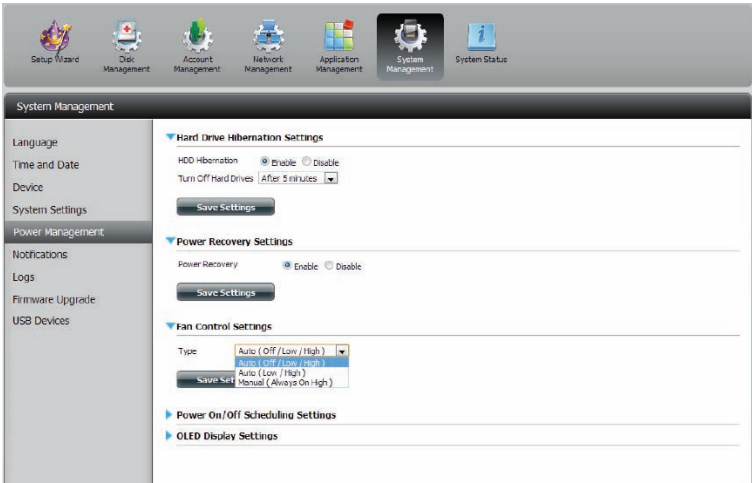 Setup Wizard
Disk Management
Account Management
Network Management
Application Management
System Management
System Status
System Management
Language
Time and Date
Device
System Settings
Power Management
Notifications
Logs
Firmware Upgrade
USB Devices
Hard Drive Hibernation Settings
HDD Hibernation Enable Disable
Turn Off Hard Drives After 5 minutes
Save Settings
Power Recovery Settings
Power Recovery Enable Disable
Save Settings
Fan Control Settings
Type Auto ( Off / Low / High )
Auto ( Off / Low / High )
Auto ( Low / High )
Save Set Manual ( Always On High )
Power On/Off Scheduling Settings
OLED Display Settings